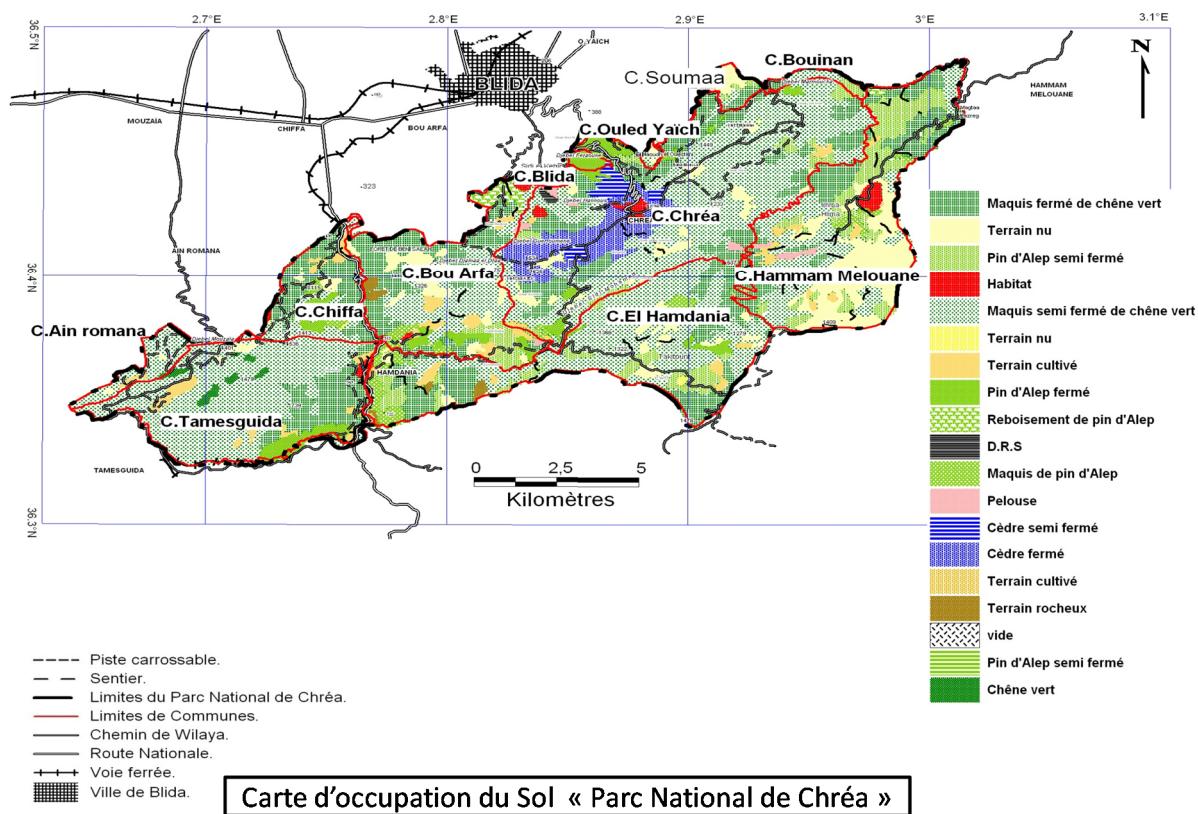 2.7°E
2.8°E
2.9°E
3°E
3.1°E
36.5°N
36.4°N
36.3°N
N
O.YAÏCH
BLIDA
C.Soumaa
C.Bouinan
HAMMAM
MELOUANE
MOUZAÏA
CHIFFA
BOU ARFA
C.Ouled Yaïch
C.Blida
C.Chréa
AIN ROMANA
C.Bou Arfa
C.Hammam Melouane
C.Chiffa
C.El Hamdania
C.Ain romana
HAMDANIA
C.Tamesguida
TAMESGUIDA
0 2,5 5
Kilomètres
Maquis fermé de chêne vert
Terrain nu
Pin d'Alep semi fermé
Habitat
Maquis semi fermé de chêne vert
Terrain nu
Terrain cultivé
Pin d'Alep fermé
Reboisement de pin d'Alep
D.R.S
Maquis de pin d'Alep
Pelouse
Cèdre semi fermé
Cèdre fermé
Terrain cultivé
Terrain rocheux
vide
Pin d'Alep semi fermé
Chêne vert
Piste carrossable.
Sentier.
Limites du Parc National de Chréa.
Limites de Communes.
Chemin de Wilaya.
Route Nationale.
Voie ferrée.
Ville de Blida.
Carte d'occupation du Sol « Parc National de Chréa »